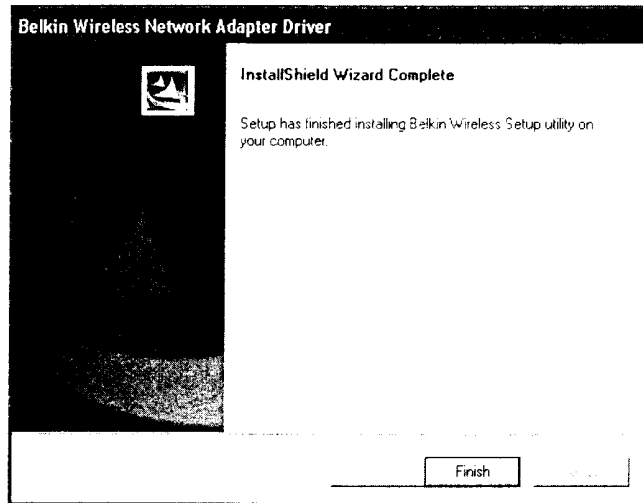 Belkin Wireless Network Adapter Driver
InstallShield Wizard Complete
Setup has finished installing Belkin Wireless Setup utility on
your computer.
Finish